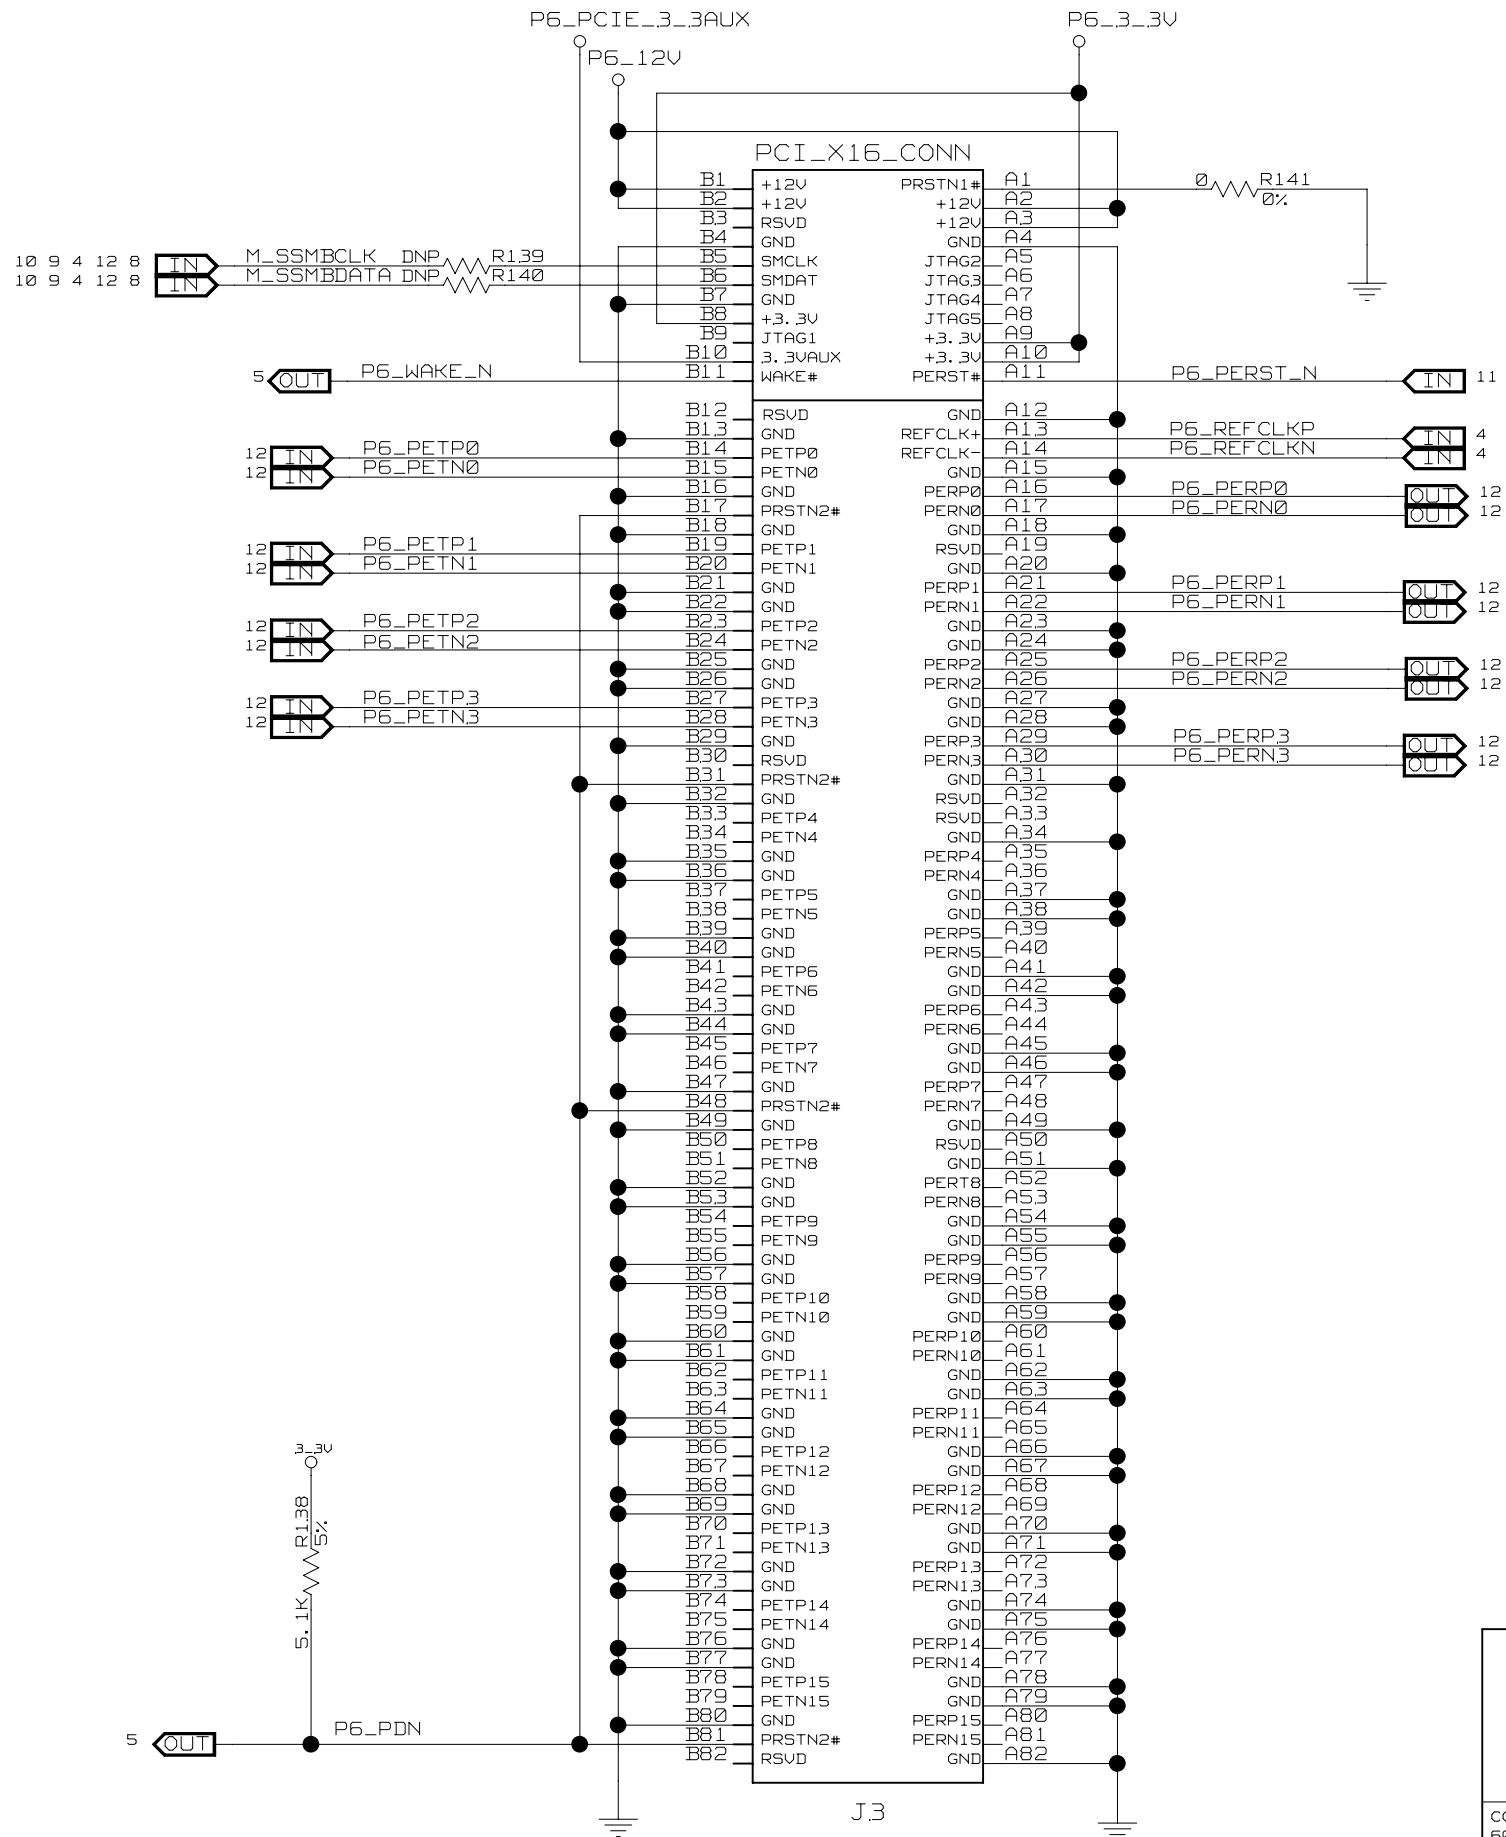 P6_PCIE_3_3AUX P6_3_3V
P6_12V
PCI_X16_CONN
B1 +12V PRSTN1# A1 0 R141
B2 +12V +12V A2 0%
B3 RSVD +12V A3
B4 GND GND A4
10 9 4 12 8 IN M_SSMBCLK DNP R139 B5 SMCLK JTAG2 A5
10 9 4 12 8 IN M_SSMBDATA DNP R140 B6 SMDAT JTAG3 A6
B7 GND JTAG4 A7
B8 +3.3V JTAG5 A8
B9 JTAG1 +3.3V A9
B10 3.3VAUX +3.3V A10
5 OUT P6_WAKE_N B11 WAKE# PERST# A11 P6_PERST_N IN 11
B12 RSVD GND A12
B13 GND REFCLK+ A13 P6_REFCLKP IN 4
12 IN P6_PETP0 B14 PETP0 REFCLK- A14 P6_REFCLKN IN 4
12 IN P6_PETN0 B15 PETN0 GND A15
B16 GND PERP0 A16 P6_PERP0 OUT 12
B17 PRSTN2# PERN0 A17 P6_PERN0 OUT 12
B18 GND GND A18
12 IN P6_PETP1 B19 PETP1 RSVD A19
12 IN P6_PETN1 B20 PETN1 GND A20
B21 GND PERP1 A21 P6_PERP1 OUT 12
B22 GND PERN1 A22 P6_PERN1 OUT 12
12 IN P6_PETP2 B23 PETP2 GND A23
12 IN P6_PETN2 B24 PETN2 GND A24
B25 GND PERP2 A25 P6_PERP2 OUT 12
B26 GND PERN2 A26 P6_PERN2 OUT 12
12 IN P6_PETP3 B27 PETP3 GND A27
12 IN P6_PETN3 B28 PETN3 GND A28
B29 GND PERP3 A29 P6_PERP3 OUT 12
B30 RSVD PERN3 A30 P6_PERN3 OUT 12
B31 PRSTN2# GND A31
B32 GND RSVD A32
B33 PETP4 RSVD A33
B34 PETN4 GND A34
B35 GND PERP4 A35
B36 GND PERN4 A36
B37 PETP5 GND A37
B38 PETN5 GND A38
B39 GND PERP5 A39
B40 GND PERN5 A40
B41 PETP6 GND A41
B42 PETN6 GND A42
B43 GND PERP6 A43
B44 GND PERN6 A44
B45 PETP7 GND A45
B46 PETN7 GND A46
B47 GND PERP7 A47
B48 PRSTN2# PERN7 A48
B49 GND GND A49
B50 PETP8 RSVD A50
B51 PETN8 GND A51
B52 GND PERT8 A52
B53 GND PERN8 A53
B54 PETP9 GND A54
B55 PETN9 GND A55
B56 GND PERP9 A56
B57 GND PERN9 A57
B58 PETP10 GND A58
B59 PETN10 GND A59
B60 GND PERP10 A60
B61 GND PERN10 A61
B62 PETP11 GND A62
B63 PETN11 GND A63
B64 GND PERP11 A64
B65 GND PERN11 A65
B66 PETP12 GND A66
B67 PETN12 GND A67
B68 GND PERP12 A68
B69 GND PERN12 A69
B70 PETP13 GND A70
B71 PETN13 GND A71
B72 GND PERP13 A72
B73 GND PERN13 A73
B74 PETP14 GND A74
B75 PETN14 GND A75
B76 GND PERP14 A76
B77 GND PERN14 A77
B78 PETP15 GND A78
B79 PETN15 GND A79
B80 GND PERP15 A80
B81 PRSTN2# PERN15 A81
B82 RSVD GND A82
3_3V
R138
5%
5.1K
5 OUT P6_PDN
J3